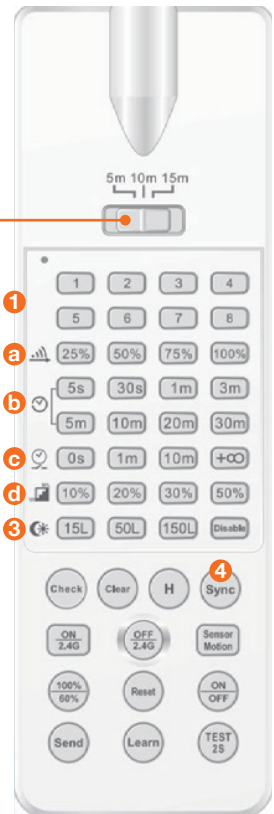 5m 10m 15m
1 2 3 4
1
5 6 7 8
a 25% 50% 75% 100%
5s 30s 1m 3m
b
5m 10m 20m 30m
c 0s 1m 10m +∞
d 10% 20% 30% 50%
3 15L 50L 150L Disable
4
Check Clear H Sync
ON OFF Sensor
2.4G 2.4G Motion
100% Reset ON
60% OFF
Send Learn TEST
2S